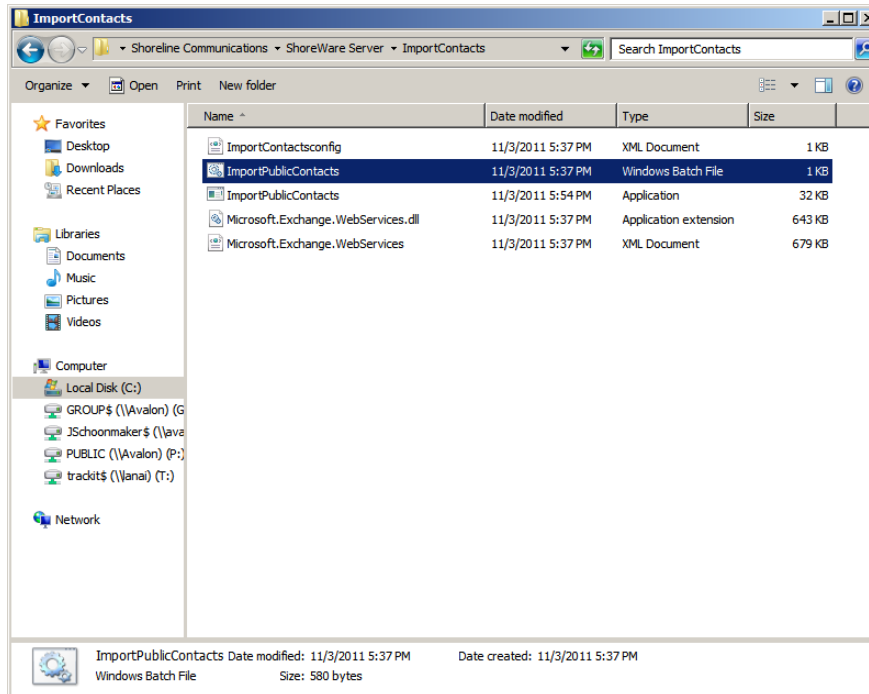 ImportContacts
Shoreline Communications ShoreWare Server ImportContacts Search ImportContacts
Organize Open Print New folder
Name Date modified Type Size
Favorites
Desktop
Downloads
Recent Places
Libraries
Documents
Music
Pictures
Videos
Computer
Local Disk (C:)
GROUP$ (\\Avalon) (G
JSchoonmaker$ (\\ava
PUBLIC (\\Avalon) (P:)
trackit$ (\\lanai) (T:)
Network
ImportContactsconfig 11/3/2011 5:37 PM XML Document 1 KB
ImportPublicContacts 11/3/2011 5:37 PM Windows Batch File 1 KB
ImportPublicContacts 11/3/2011 5:54 PM Application 32 KB
Microsoft.Exchange.WebServices.dll 11/3/2011 5:37 PM Application extension 643 KB
Microsoft.Exchange.WebServices 11/3/2011 5:37 PM XML Document 679 KB
ImportPublicContacts Date modified: 11/3/2011 5:37 PM Date created: 11/3/2011 5:37 PM
Windows Batch File Size: 580 bytes